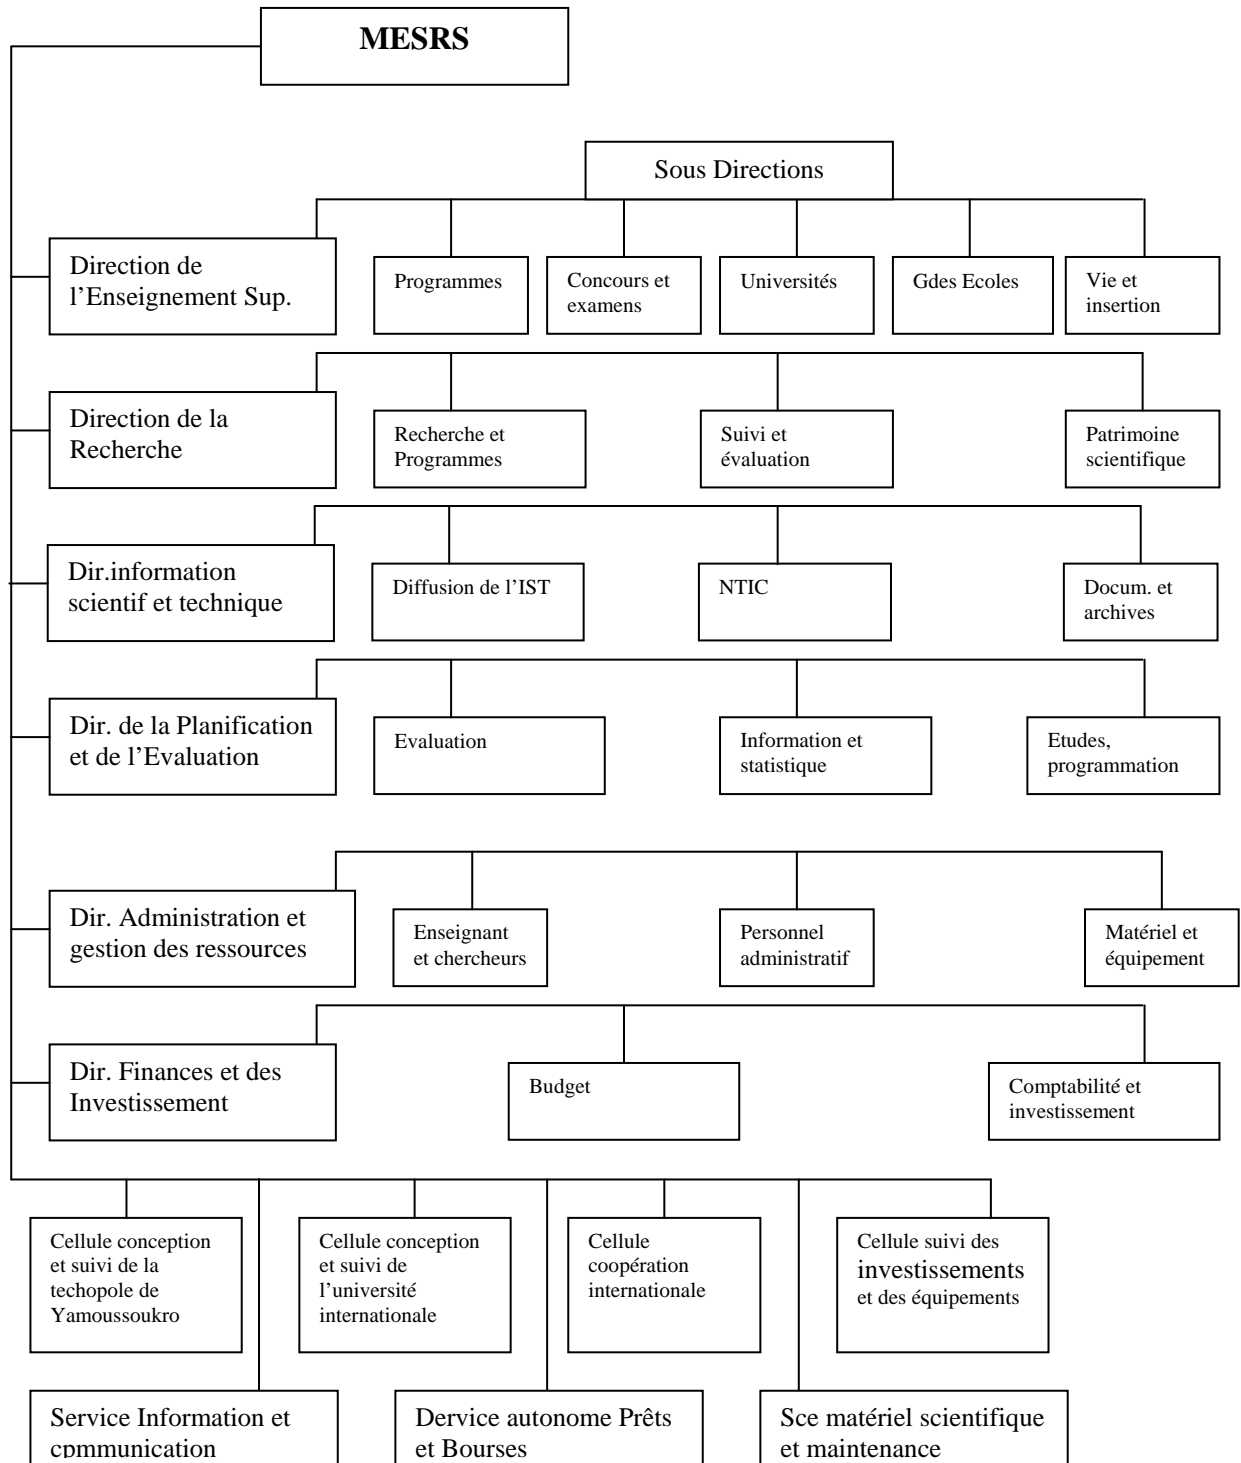 MESRS
Sous Directions
Direction de
l’Enseignement Sup.
Programmes
Concours et
examens
Universités
Gdes Ecoles
Vie et
insertion
Direction de la
Recherche
Recherche et
Programmes
Suivi et
évaluation
Patrimoine
scientifique
Dir.information
scientif et technique
Diffusion de l’IST
NTIC
Docum. et
archives
Dir. de la Planification
et de l’Evaluation
Evaluation
Information et
statistique
Etudes,
programmation
Dir. Administration et
gestion des ressources
Enseignant
et chercheurs
Personnel
administratif
Matériel et
équipement
Dir. Finances et des
Investissement
Budget
Comptabilité et
investissement
Cellule conception
et suivi de la
techopole de
Yamoussoukro
Cellule conception
et suivi de
l’université
internationale
Cellule
coopération
internationale
Cellule suivi des
investissements
et des équipements
Service Information et
cpmmunication
Dervice autonome Prêts
et Bourses
Sce matériel scientifique
et maintenance